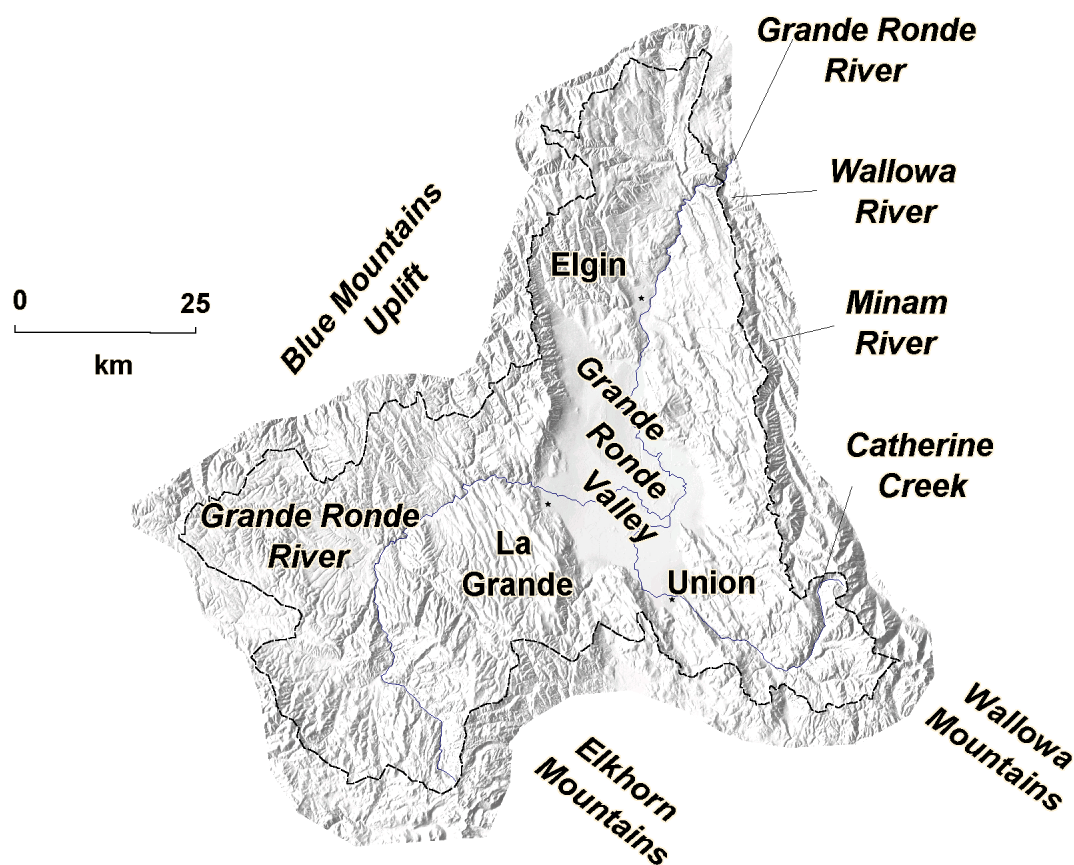 Grande Ronde
River
Wallowa
River
Blue Mountains
Uplift
Elgin
0 25
km
Minam
River
Grande
Ronde
Valley
Catherine
Creek
Grande Ronde
River
La
Grande
Union
Wallowa
Mountains
Elkhorn
Mountains